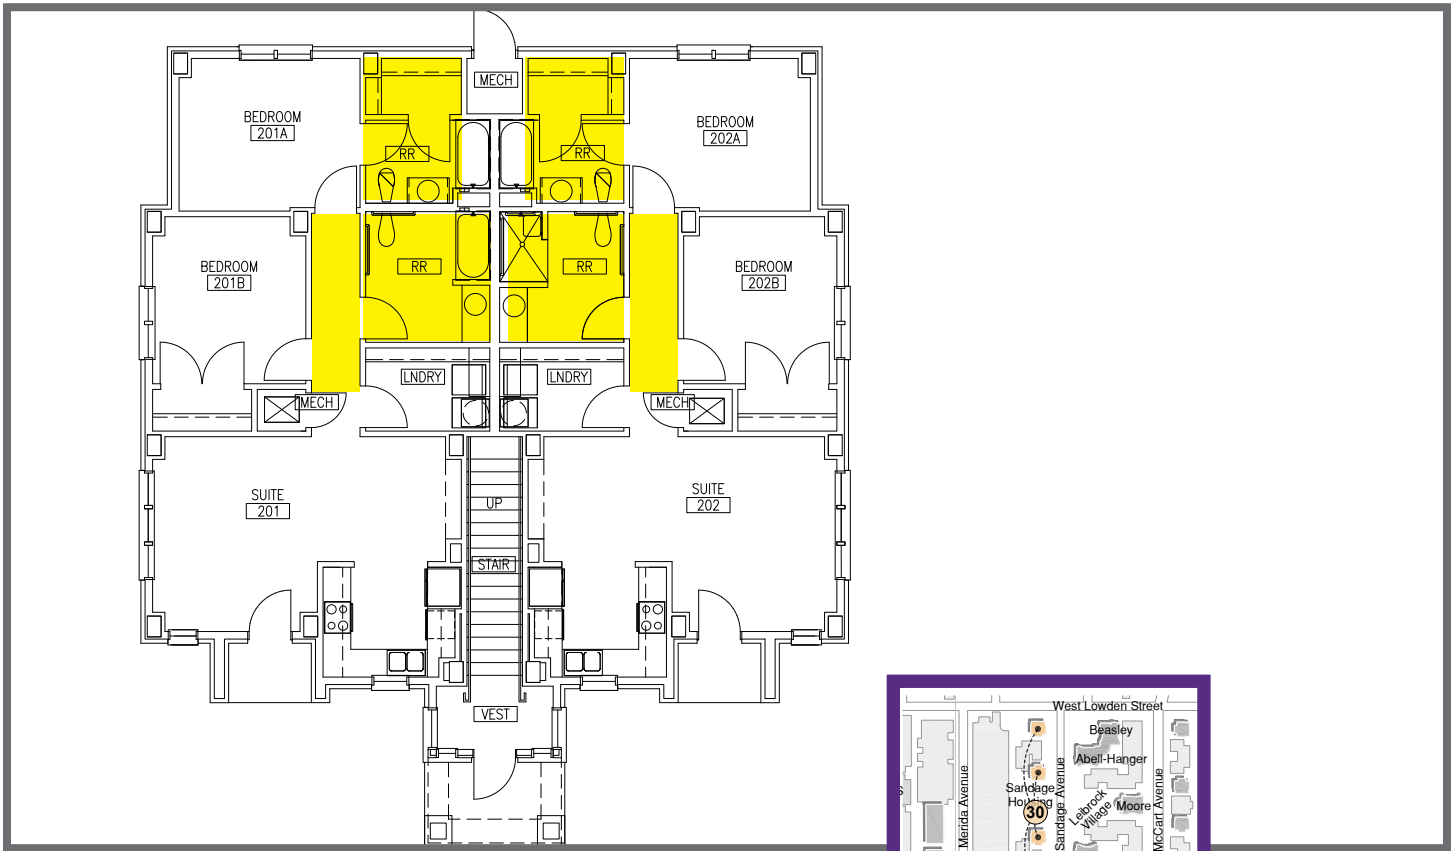 MECH
BEDROOM
201A
BEDROOM
202A
RR
RR
BEDROOM
201B
RR
RR
BEDROOM
202B
LNDRY
LNDRY
MECH
MECH
SUITE
201
UP
SUITE
202
STAIR
VEST
West Lowden Street
Beasley
Abell-Hanger
Sandage
Housing
30
Merida Avenue
Sandage Avenue
Leibrock
Village
Moore
McCart Avenue